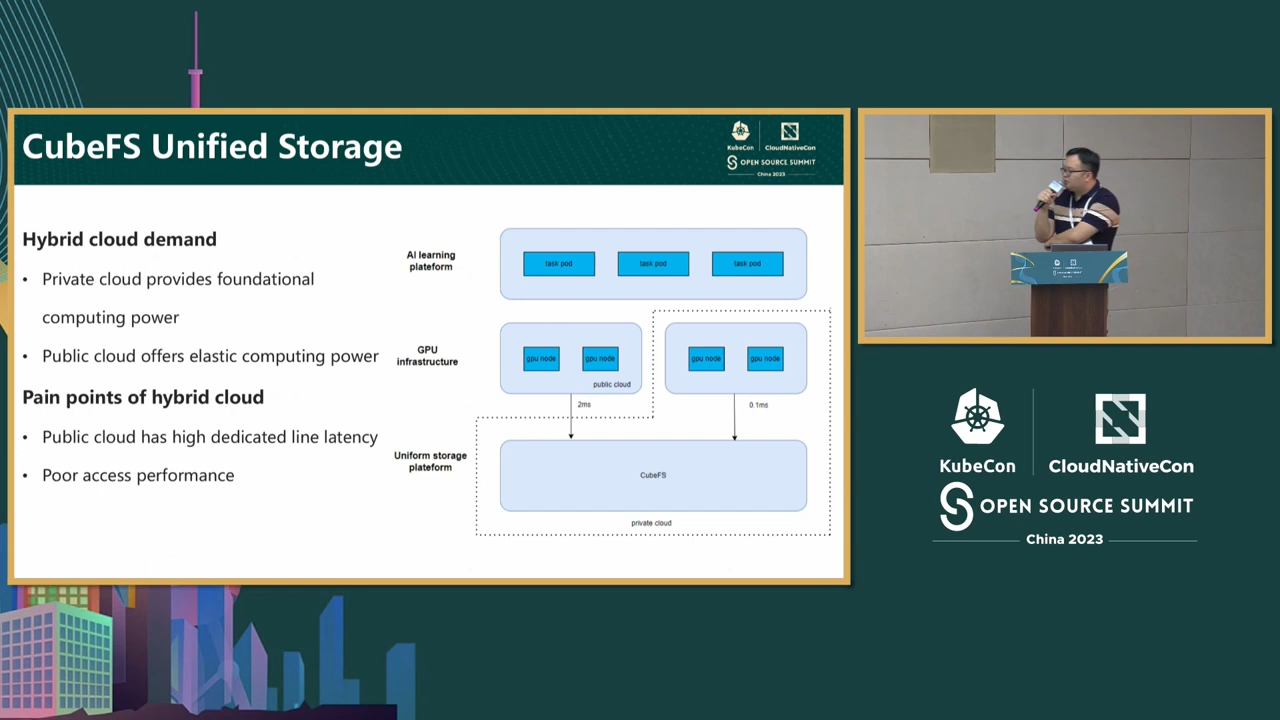 CubeFS Unified Storage
KubeCon
CloudNativeCon
OPEN SOURCE SUMMIT
China 2023
Hybrid cloud demand
• Private cloud provides foundational
computing power
• Public cloud offers elastic computing power
Pain points of hybrid cloud
• Public cloud has high dedicated line latency
• Poor access performance
AI learning
plateform
task pod
task pod
task pod
GPU
infrastructure
gpu node
gpu node
public cloud
gpu node
gpu node
2ms
0.1ms
Uniform storage
plateform
CubeFS
private cloud
KubeCon
CloudNativeCon
OPEN SOURCE SUMMIT
China 2023